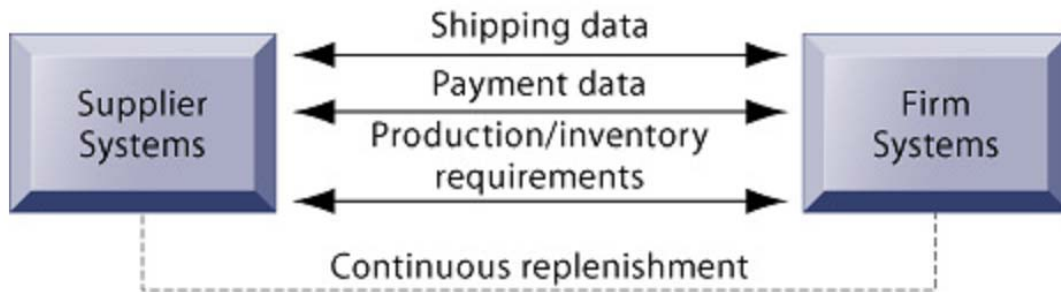 Shipping data
Supplier
Systems
Payment data
Production/inventory
requirements
Firm
Systems
Continuous replenishment